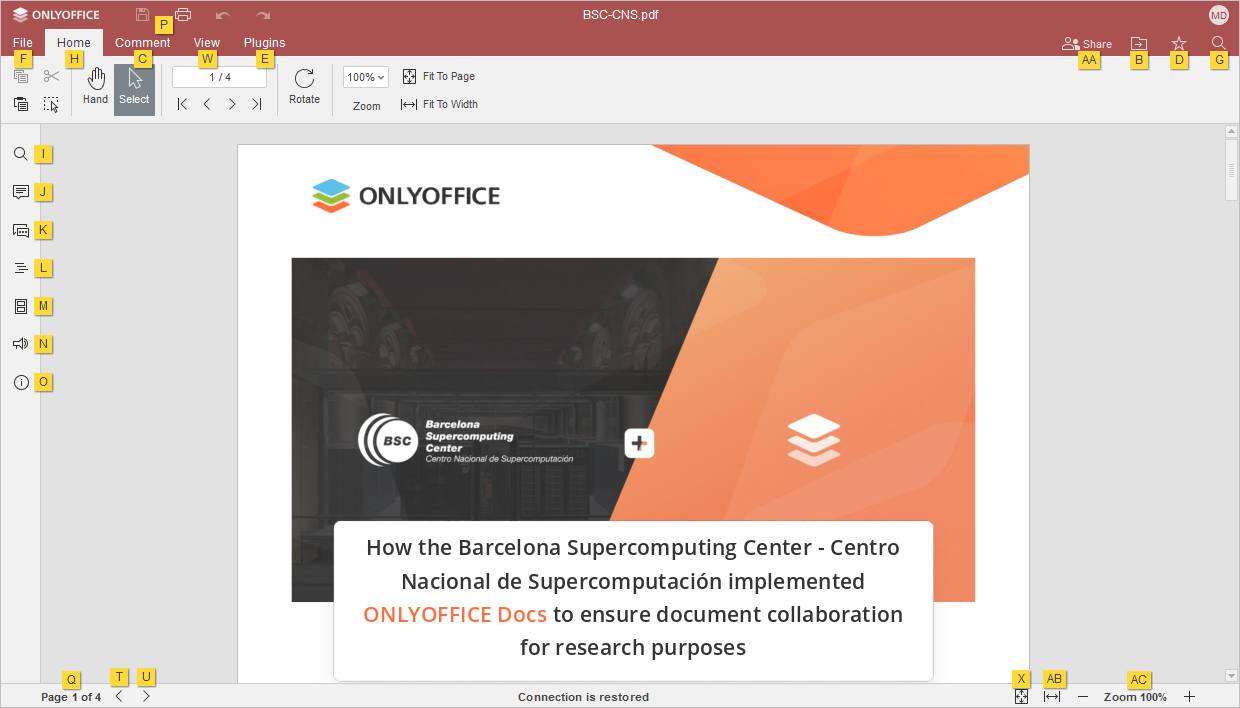 ONLYOFFICE
BSC-CNS.pdf
MD
P
File
Home
Comment
View
Plugins
Share
F
H
C
W
E
AA
B
D
G
Hand
Select
1 / 4
Rotate
100%
Zoom
Fit To Page
Fit To Width
I
J
K
L
M
N
O
ONLYOFFICE
BSC
Barcelona
Supercomputing
Center
Centro Nacional de Supercomputación
How the Barcelona Supercomputing Center - Centro
Nacional de Supercomputación implemented
ONLYOFFICE Docs to ensure document collaboration
for research purposes
Q
T
U
X
AB
AC
Page 1 of 4
Connection is restored
Zoom 100%